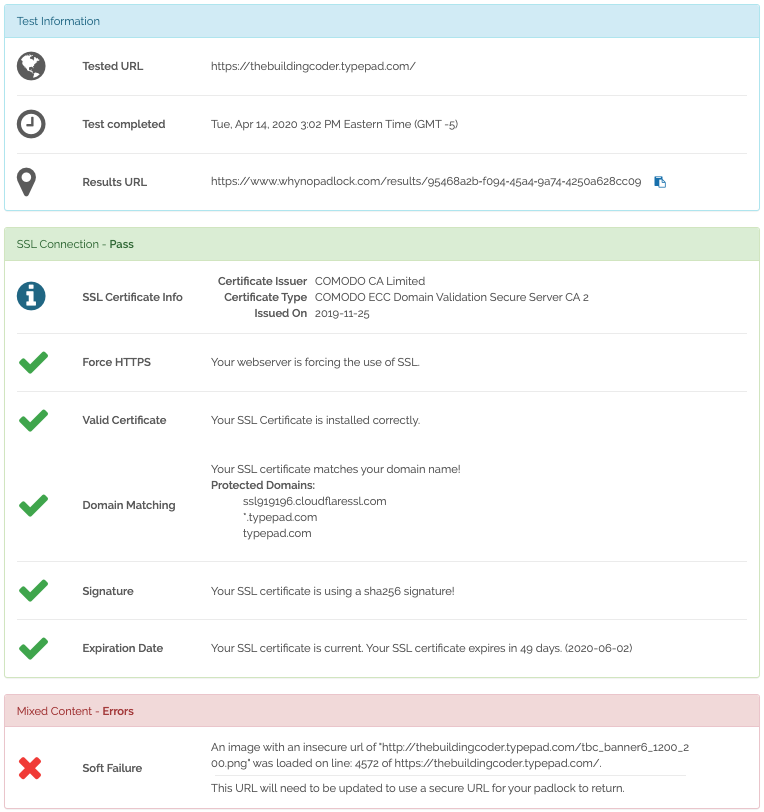 Test Information
Tested URL https://thebuildingcoder.typepad.com/
Test completed Tue, Apr 14, 2020 3:02 PM Eastern Time (GMT -5)
Results URL https://www.whynopadlock.com/results/95468a2b-f094-45a4-9a74-4250a628cc09
SSL Connection - Pass
SSL Certificate Info
Certificate Issuer COMODO CA Limited
Certificate Type COMODO ECC Domain Validation Secure Server CA 2
Issued On 2019-11-25
Force HTTPS Your webserver is forcing the use of SSL.
Valid Certificate Your SSL Certificate is installed correctly.
Domain Matching
Your SSL certificate matches your domain name!
Protected Domains:
ssl919196.cloudflaressl.com
*.typepad.com
typepad.com
Signature Your SSL certificate is using a sha256 signature!
Expiration Date Your SSL certificate is current. Your SSL certificate expires in 49 days. (2020-06-02)
Mixed Content - Errors
Soft Failure
An image with an insecure url of "http://thebuildingcoder.typepad.com/tbc_banner6_1200_2
00.png" was loaded on line: 4572 of https://thebuildingcoder.typepad.com/.
This URL will need to be updated to use a secure URL for your padlock to return.